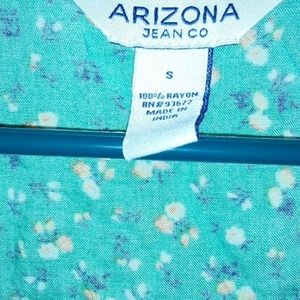 ARIZONA
JEAN CO
S
100% RAYON
RN# 93677
MADE IN
INDIA